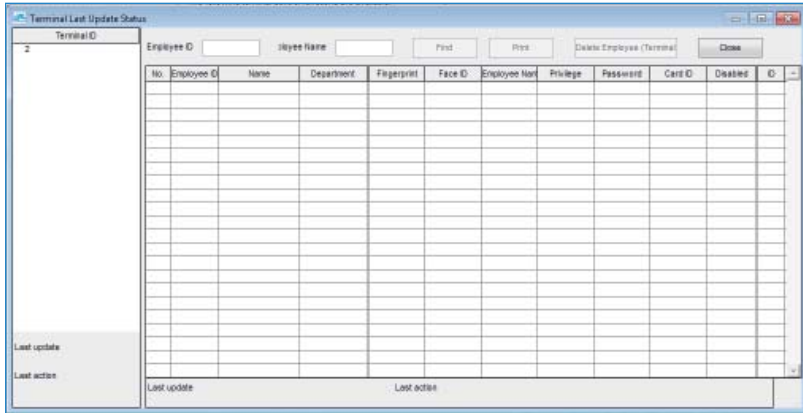 Terminal Last Update Status
Terminal ID
2
Employee ID
oloyee Name
Find
Print
Delete Employee (Terminal
Close
No. Employee ID Name Department Fingerprint Face ID Employee Nam Privilege Password Card ID Disabled ID
Last update
Last action
Last update Last action